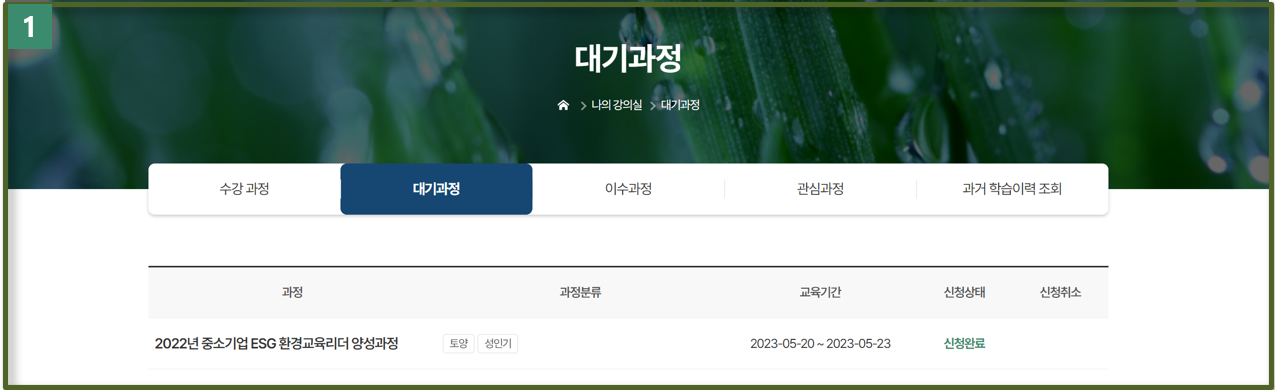 1
대기과정
나의 강의실 대기과정
수강 과정 대기과정 이수과정 관심과정 과거 학습이력 조회
과정 과정분류 교육기간 신청상태 신청취소
2022년 중소기업 ESG 환경교육리더 양성과정 토양 성인기 2023-05-20 ~ 2023-05-23 신청완료